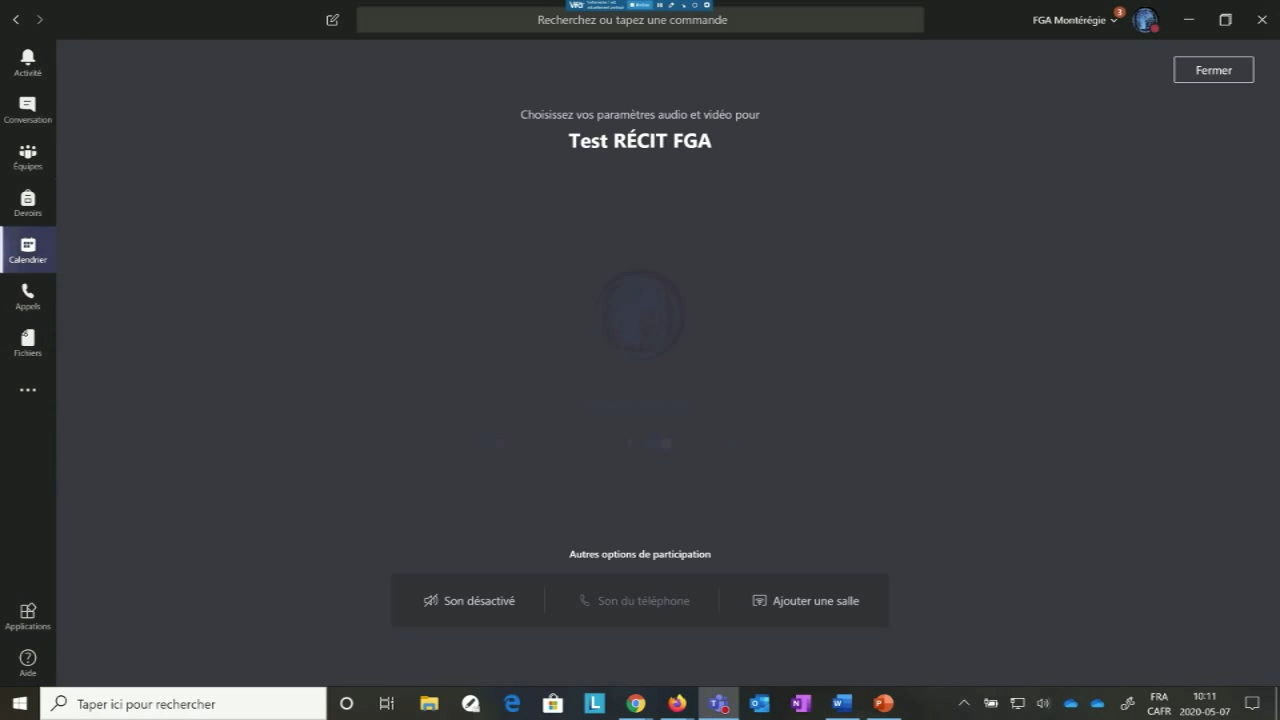 Recherchez ou tapez une commande
FGA Montérégie
3
Activité
Conversation
Équipes
Devoirs
Calendrier
Appels
Fichiers
Applications
Aide
Fermer
Choisissez vos paramètres audio et vidéo pour
Test RÉCIT FGA
Autres options de participation
Son désactivé
Son du téléphone
Ajouter une salle
Taper ici pour rechercher
FRA
CAFR
10:11
2020-05-07